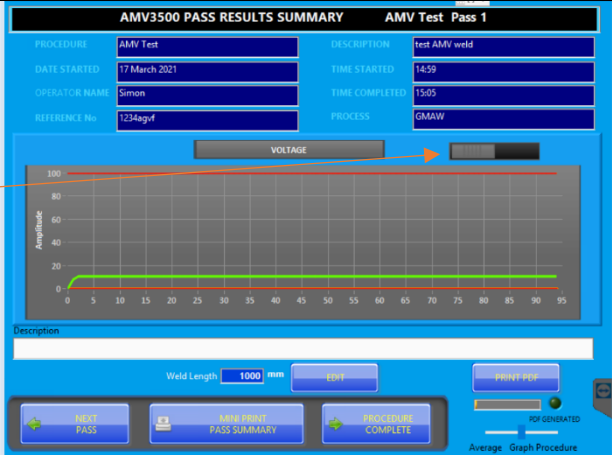 AMV3500 PASS RESULTS SUMMARY AMV Test Pass 1
PROCEDURE AMV Test DESCRIPTION test AMV weld
DATE STARTED 17 March 2021 TIME STARTED 14:59
OPERATOR NAME Simon TIME COMPLETED 15:05
REFERENCE No 1234agvf PROCESS GMAW
VOLTAGE
Amplitude
100
80
60
40
20
0
0 5 10 15 20 25 30 35 40 45 50 55 60 65 70 75 80 85 90 95
Description
Weld Length 1000 mm EDIT PRINT PDF
PDF GENERATED
NEXT PASS
MINI PRINT PASS SUMMARY
PROCEDURE COMPLETE
Average Graph Procedure